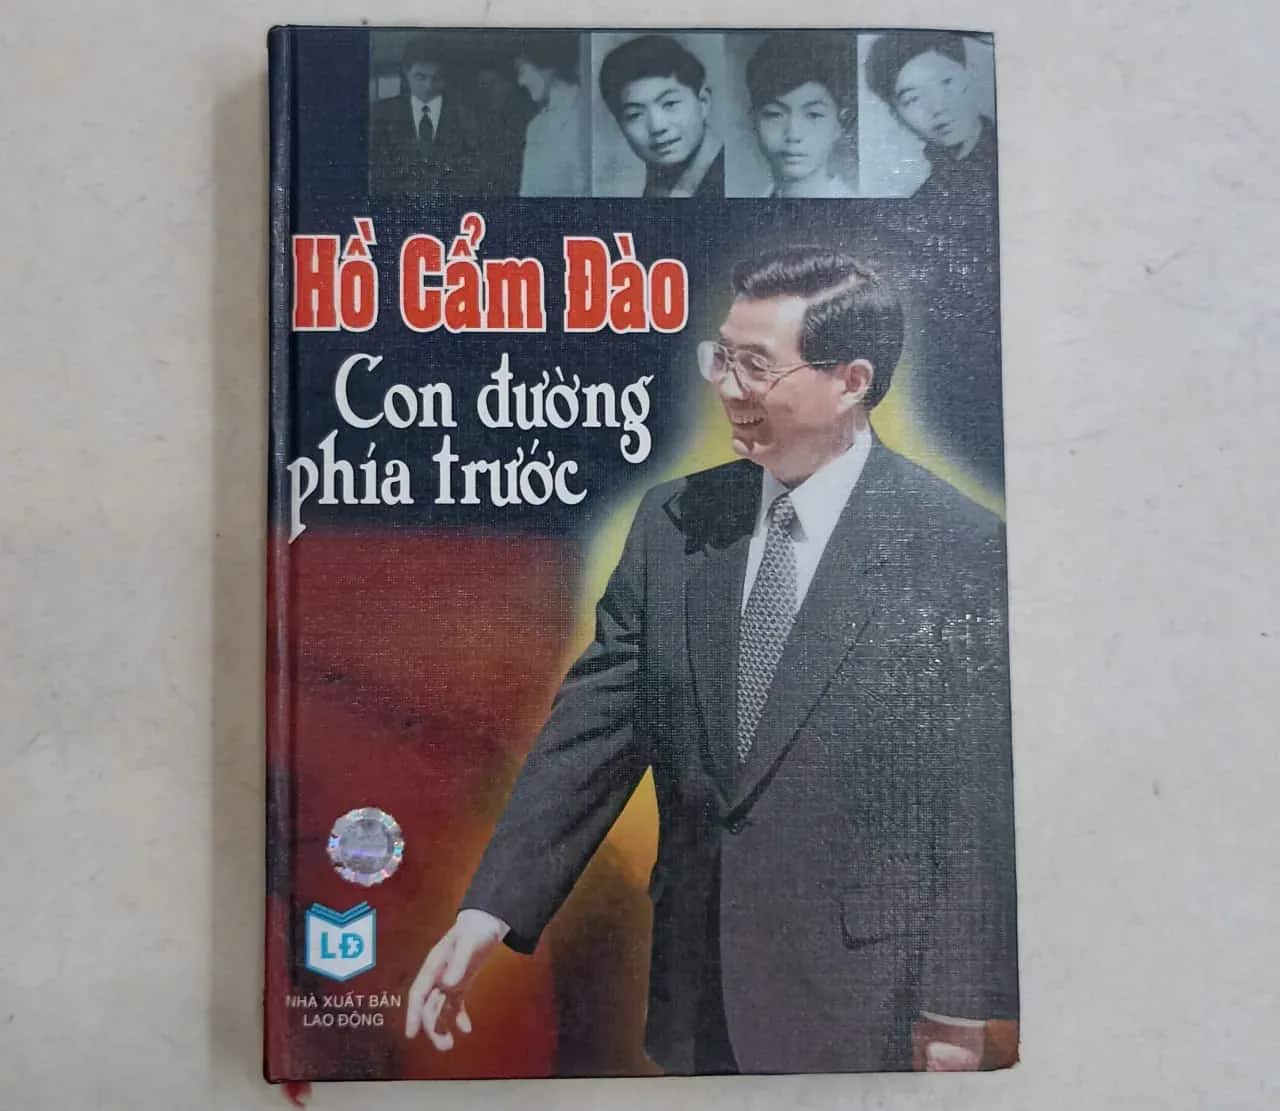 Hồ Cẩm Đào
Con đường
phía trước
LĐ
NHÀ XUẤT BẢN
LAO ĐỘNG